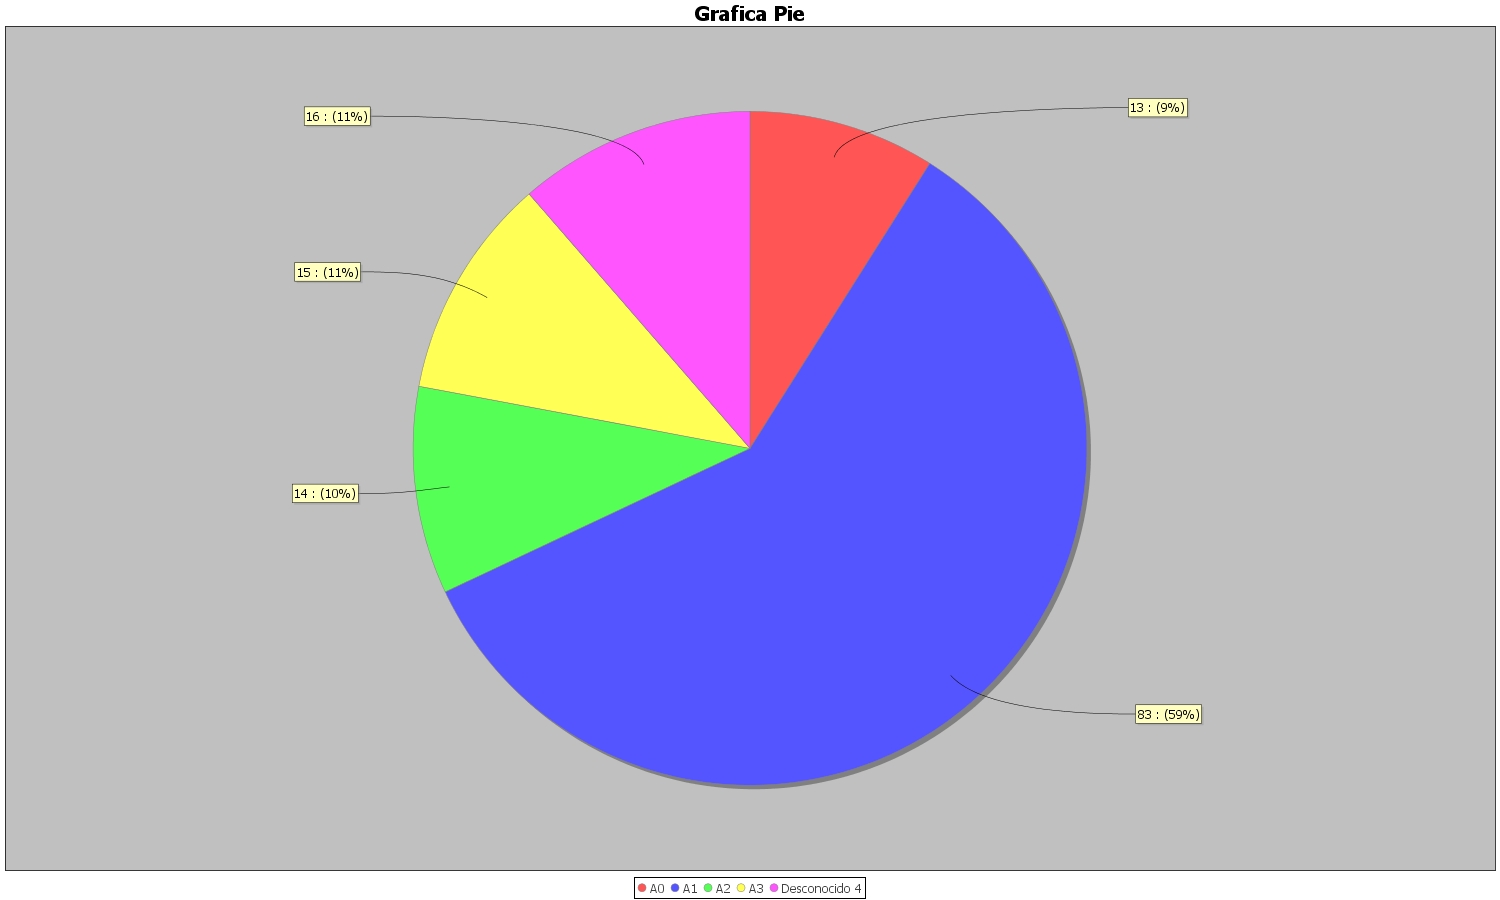 Grafica Pie
16 : (11%)
13 : (9%)
15 : (11%)
14 : (10%)
83 : (59%)
A0 A1 A2 A3 Desconocido 4